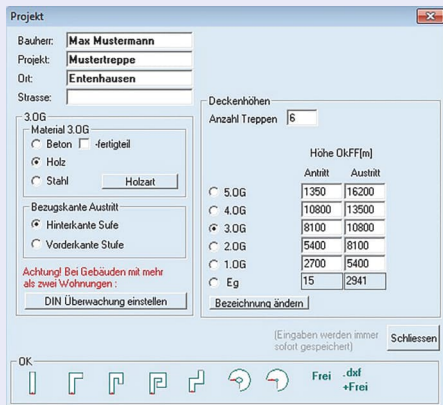 Projekt
Bauherr: Max Mustermann
Projekt: Mustertreppe
Ort: Entenhausen
Strasse:
3.OG
Material 3.OG
Beton -fertigteil
Holz
Stahl Holzart
Bezugskante Austritt
Hinterkante Sufe
Vorderkante Stufe
Achtung! Bei Gebäuden mit mehr
als zwei Wohnungen :
DIN Überwachung einstellen
Deckenhöhen
Anzahl Treppen 6
Höhe OkFF[m]
Antritt Austritt
5.OG 1350 16200
4.OG 10800 13500
3.OG 8100 10800
2.OG 5400 8100
1.OG 2700 5400
Eg 15 2941
Bezeichnung ändern
(Eingaben werden immer
sofort gespeichert)
Schliessen
OK
Frei .dxf
+Frei